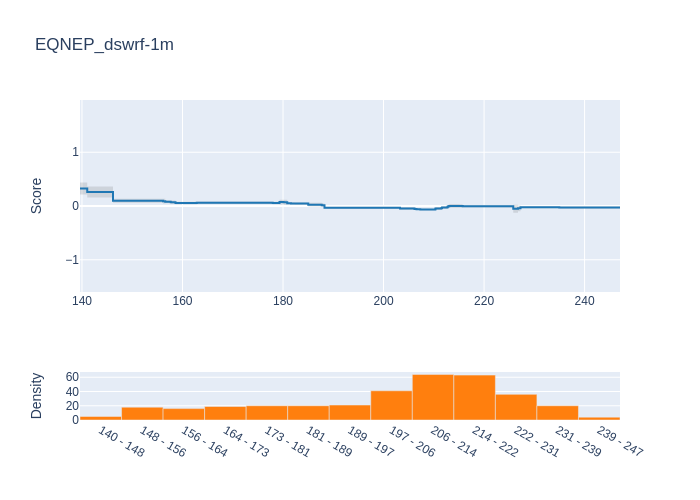 EQNEP_dswrf-1m
Score
1
0
−1
140 160 180 200 220 240
Density
60
40
20
0
140 - 148
148 - 156
156 - 164
164 - 173
173 - 181
181 - 189
189 - 197
197 - 206
206 - 214
214 - 222
222 - 231
231 - 239
239 - 247